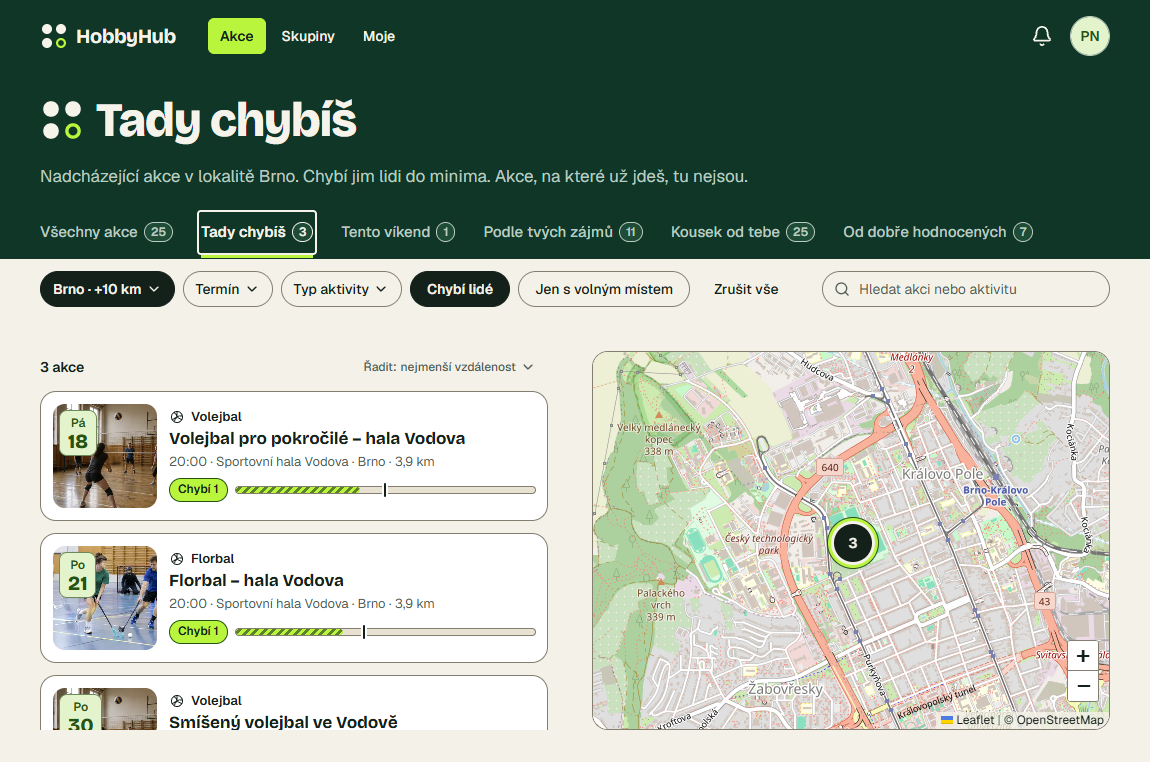 HobbyHub
Akce
Skupiny
Moje
PN
Tady chybíš
Nadcházející akce v lokalitě Brno. Chybí jim lidi do minima. Akce, na které už jdeš, tu nejsou.
Všechny akce 25
Tady chybíš 3
Tento víkend 1
Podle tvých zájmů 11
Kousek od tebe 25
Od dobře hodnocených 7
Brno · +10 km
Termín
Typ aktivity
Chybí lidé
Jen s volným místem
Zrušit vše
Hledat akci nebo aktivitu
3 akce
Řadit: nejmenší vzdálenost
Pá
18
Volejbal
Volejbal pro pokročilé – hala Vodova
20:00 · Sportovní hala Vodova · Brno · 3,9 km
Chybí 1
Po
21
Florbal
Florbal – hala Vodova
20:00 · Sportovní hala Vodova · Brno · 3,9 km
Chybí 1
Po
30
Volejbal
Smíšený volejbal ve Vodově
Medlánky
2
Hudcova
Velký medlánecký
kopec
338 m
Kociánka
640
Královo Pole
Brno-Královo
Pole
Kociánka
Český technologický
park
3
Palackého
vrch
339 m
43
Purkyňova
Žabovřesky
Královopolský tunel
Kroftova
+
−
Leaflet | © OpenStreetMap